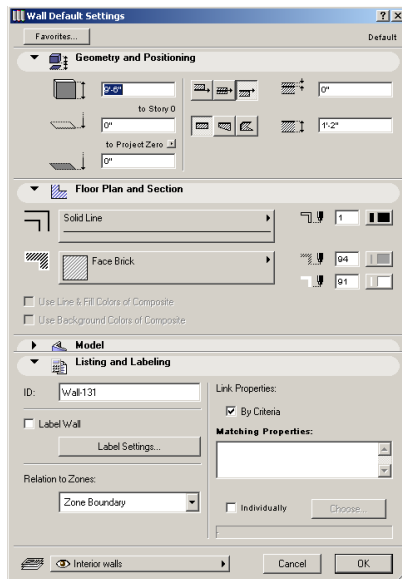 Wall Default Settings
Favorites...
Default
Geometry and Positioning
9'-6"
to Story 0
0"
to Project Zero
0"
0"
1'-2"
Floor Plan and Section
Solid Line
1
Face Brick
94
91
Use Line & Fill Colors of Composite
Use Background Colors of Composite
Model
Listing and Labeling
ID:
Wall-131
Label Wall
Label Settings...
Relation to Zones:
Zone Boundary
Link Properties:
By Criteria
Matching Properties:
Individually
Choose...
Interior walls
Cancel
OK